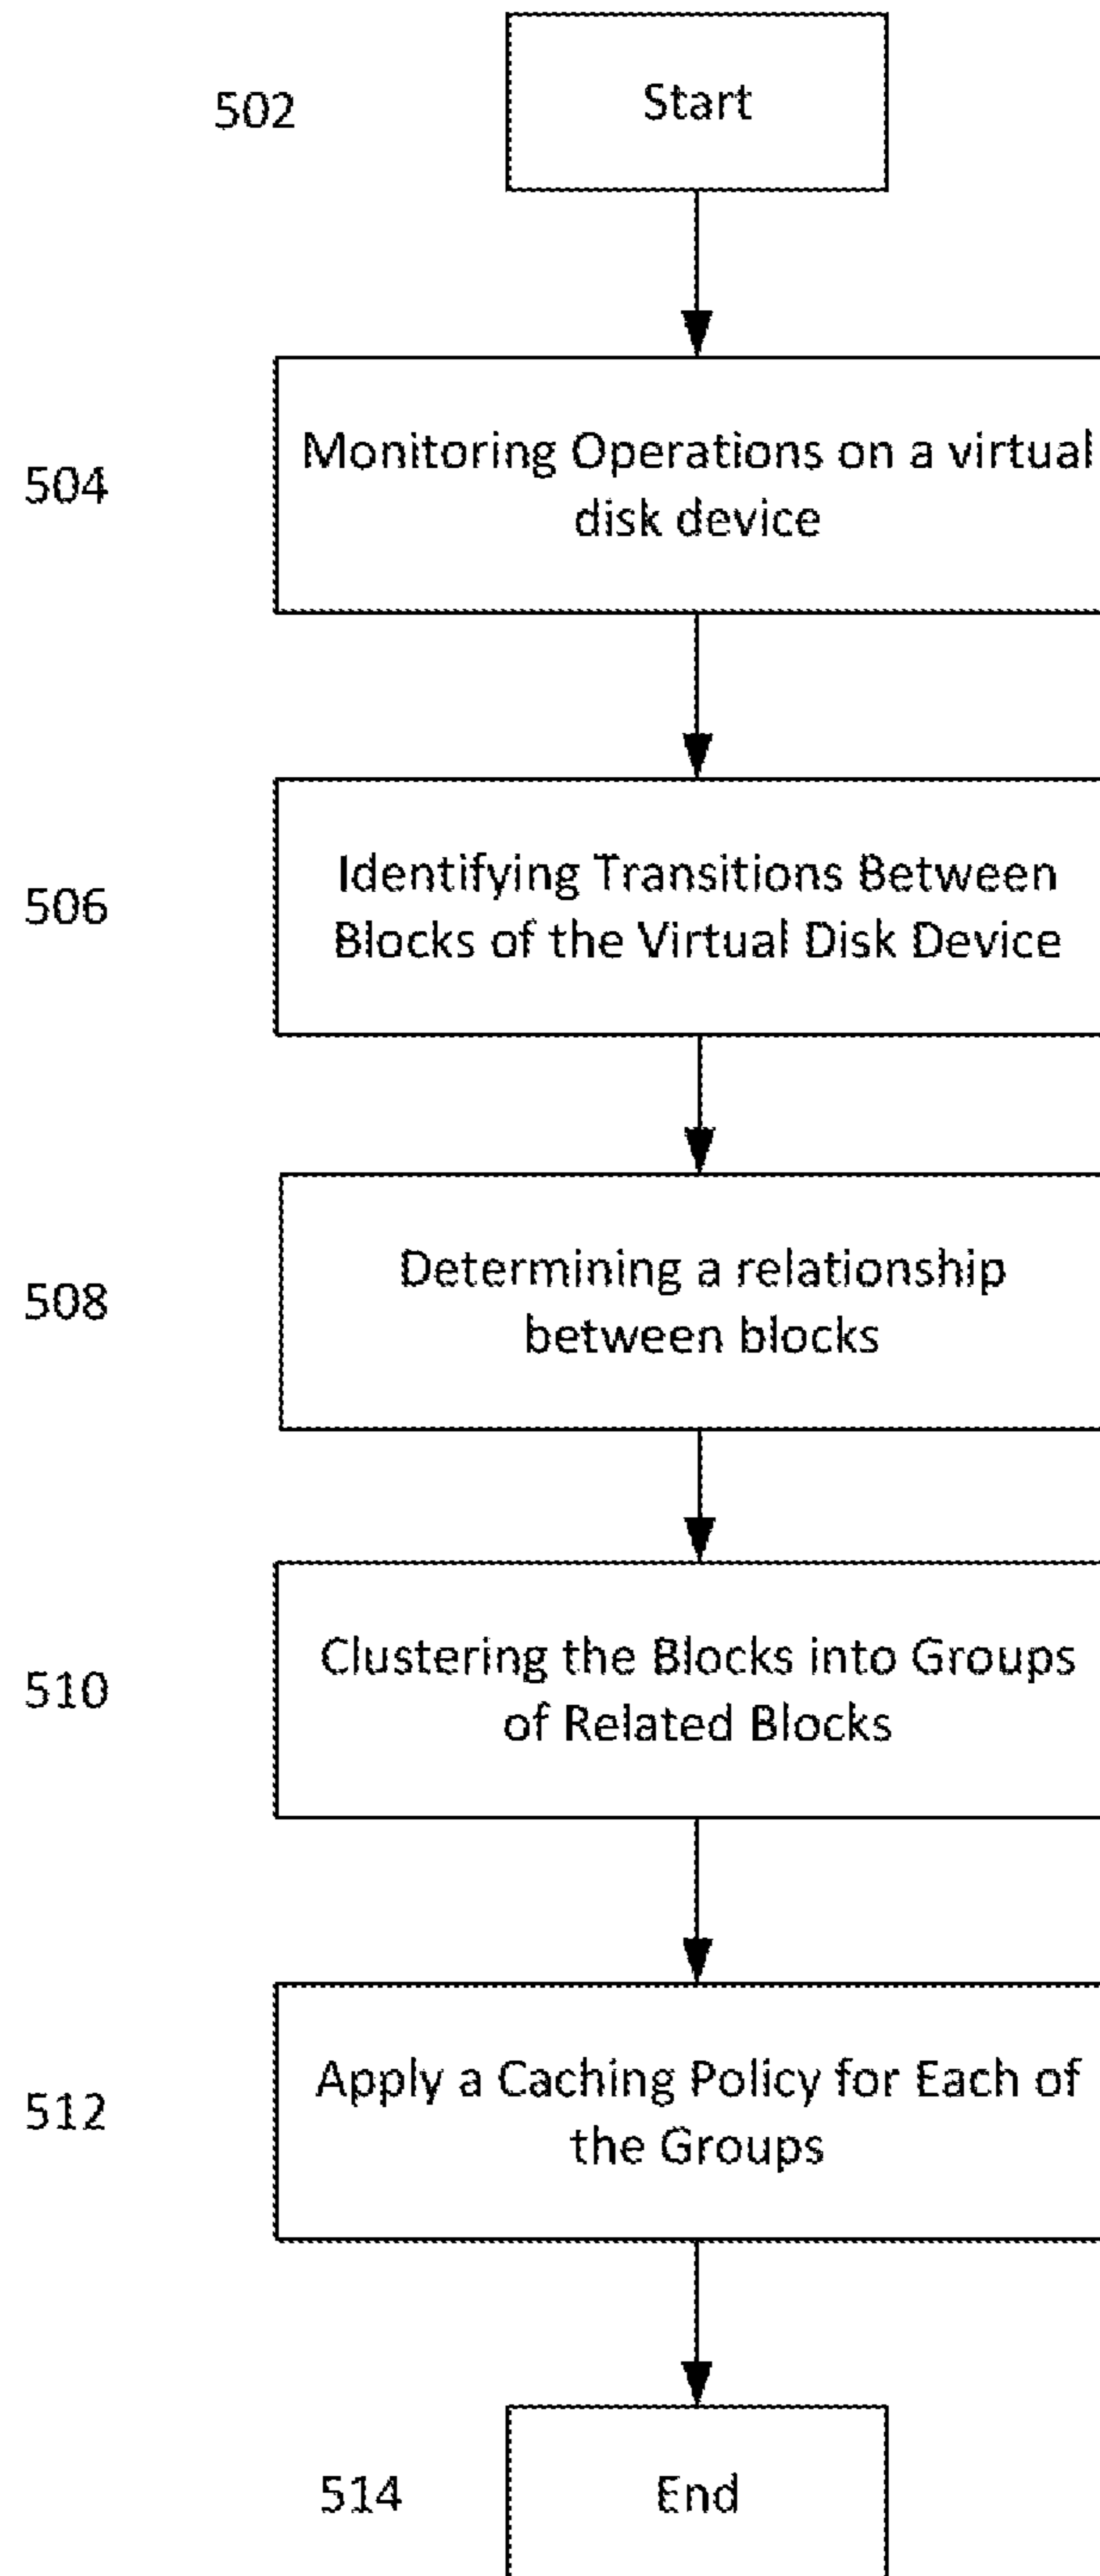 502
Start
504
Monitoring Operations on a virtual
disk device
506
Identifying Transitions Between
Blocks of the Virtual Disk Device
508
Determining a relationship
between blocks
510
Clustering the Blocks into Groups
of Related Blocks
512
Apply a Caching Policy for Each of
the Groups
514
End